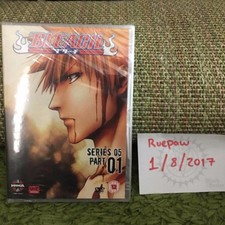 BLEACH
SERIES 05
PART 01
Ruepow
1/8/2017